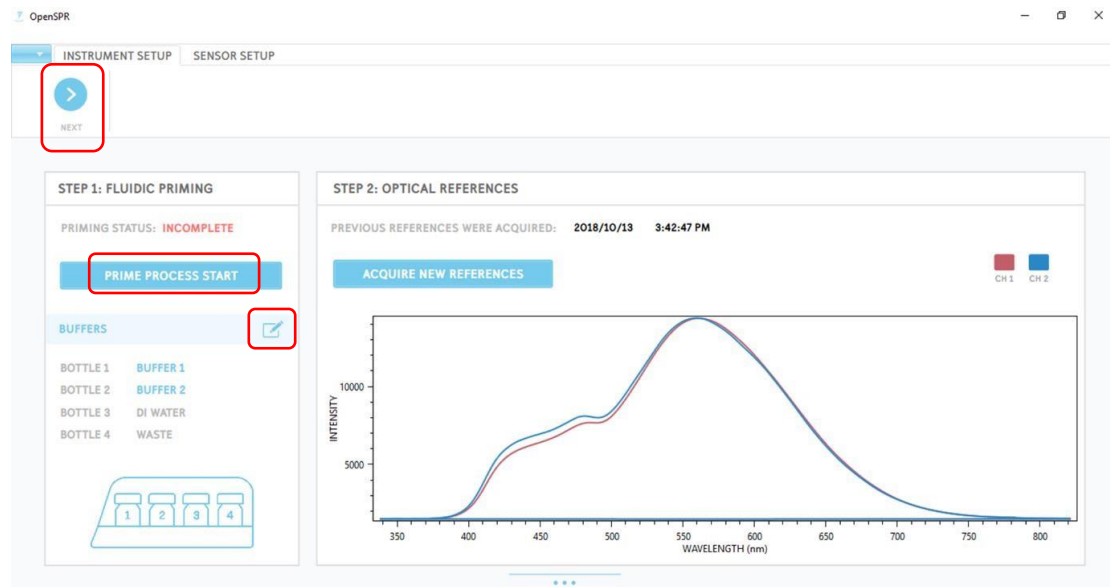 OpenSPR
INSTRUMENT SETUP SENSOR SETUP
NEXT
STEP 1: FLUIDIC PRIMING
PRIMING STATUS: INCOMPLETE
PRIME PROCESS START
BUFFERS
BOTTLE 1 BUFFER 1
BOTTLE 2 BUFFER 2
BOTTLE 3 DI WATER
BOTTLE 4 WASTE
1 2 3 4
STEP 2: OPTICAL REFERENCES
PREVIOUS REFERENCES WERE ACQUIRED: 2018/10/13 3:42:47 PM
ACQUIRE NEW REFERENCES
CH 1 CH 2
INTENSITY
10000
5000
350 400 450 500 550 600 650 700 750 800
WAVELENGTH (nm)